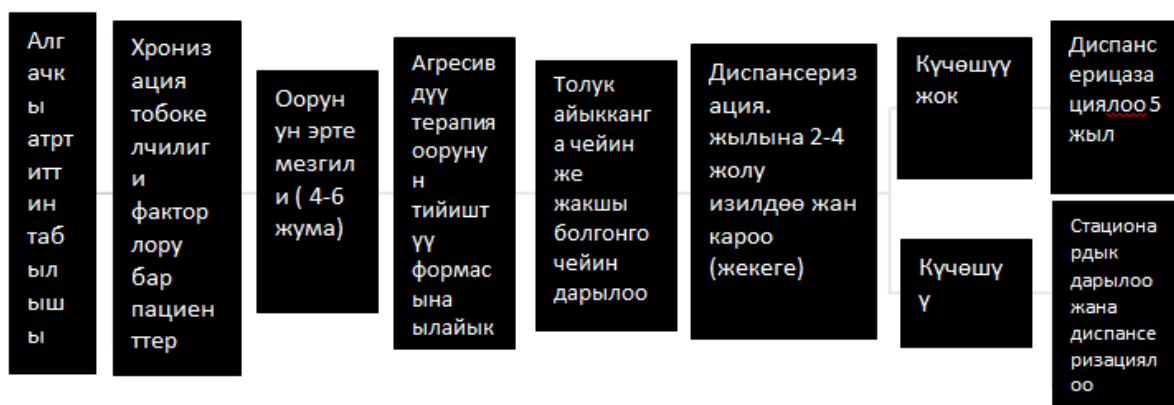 Алг
ачк
ы
атрт
итт
ин
таб
ыл
ыш
ы
Хрониз
ация
тобоке
лчилиг
и
фактор
лору
бар
пациен
ттер
Оорун
ун эрте
мезгил
и ( 4-6
жума)
Агресив
дүү
терапия
оорунун
н
тийишт
үү
формас
ына
ылайык
Толук
айыкканг
а чейин
же
жакшы
болгонго
чейин
дарылоо
Диспансериз
ация.
жылына 2-4
жолу
изилдөө жан
кароо
(жекеге)
Күчөшүү
жок
Диспанс
ерицаза
циялоо 5
жыл
Күчөшү
ү
Стациона
рдык
дарылоо
жана
диспансе
ризациял
оо